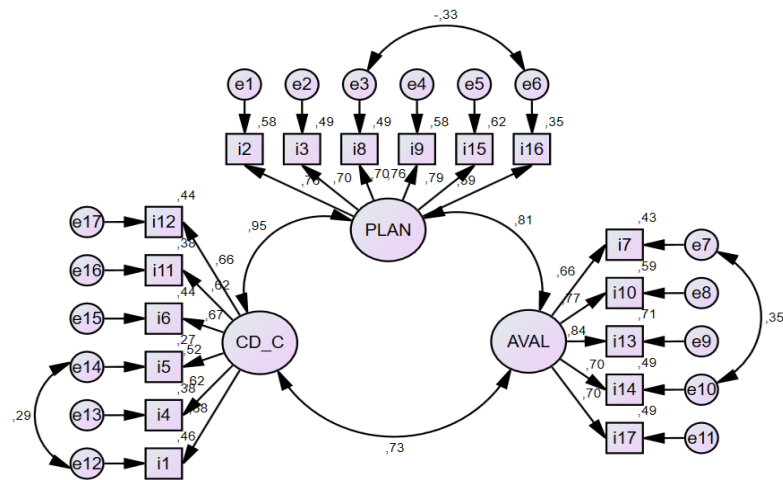 -,33
e1 e2 e3 e4 e5 e6
,58 ,49 ,49 ,58 ,62 ,35
i2 i3 i8 i9 i15 i16
,76 ,70 ,70 ,76 ,79 ,59
PLAN
,95 ,81
,44 ,43
e17 i12 i7 e7
,38 ,66 ,66 ,59
e16 i11 i10 e8
,44 ,62 ,77 ,71
e15 i6 ,67 CD_C AVAL ,84 i13 e9 ,35
,27 ,52 ,70 ,49
e14 i5 i14 e10
,29 ,38 ,62 ,70 ,49
e13 i4 i17 e11
,68 ,46 ,73
e12 i1